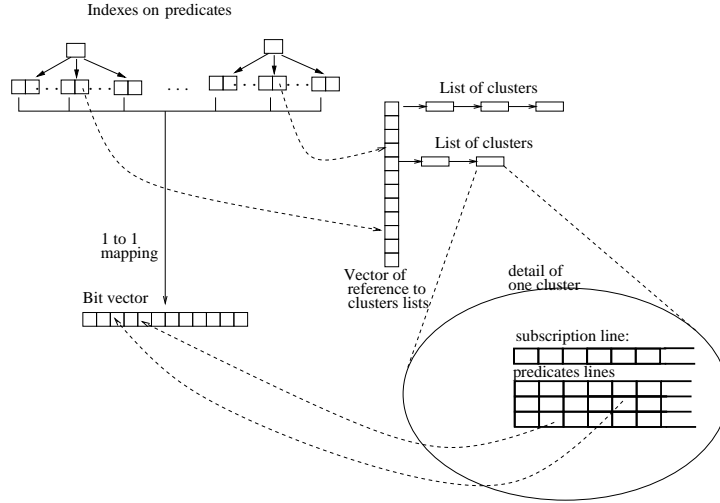 Indexes on predicates
List of clusters
List of clusters
1 to 1
mapping
Vector of
reference to
clusters lists
detail of
one cluster
Bit vector
subscription line:
predicates lines